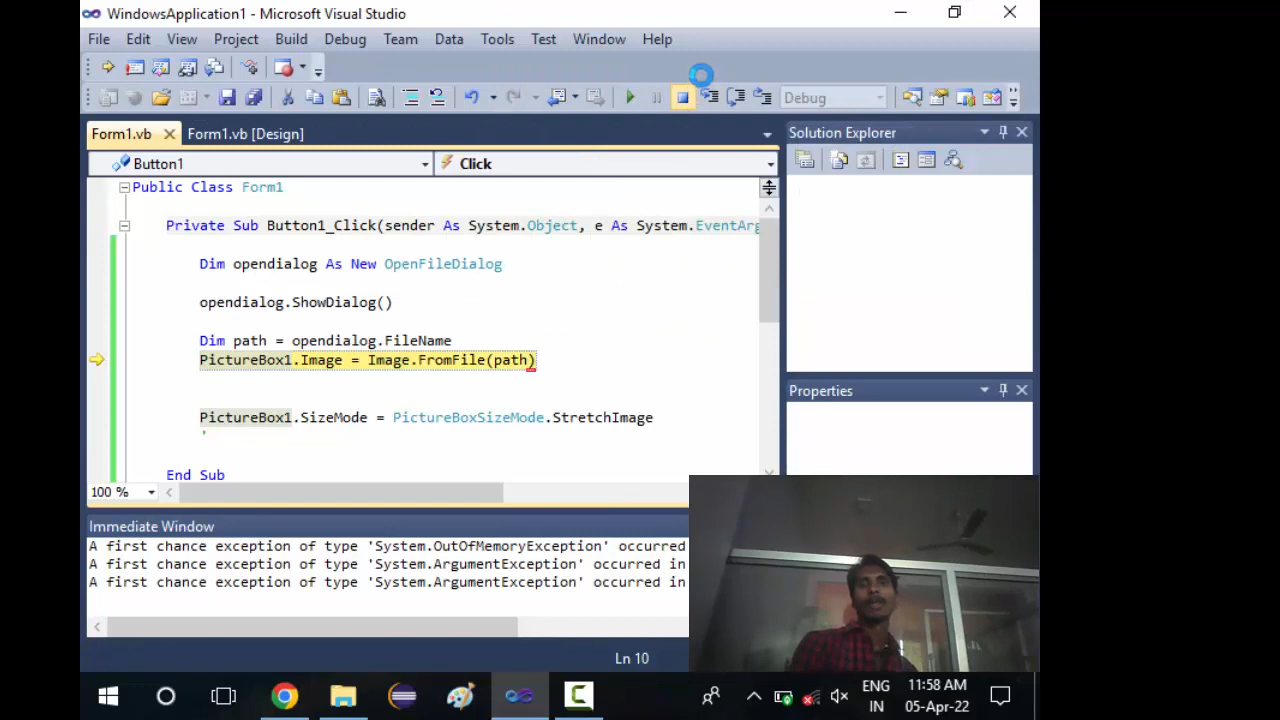 WindowsApplication1 - Microsoft Visual Studio
File Edit View Project Build Debug Team Data Tools Test Window Help
Debug
Form1.vb Form1.vb [Design] Solution Explorer
Button1 Click
Public Class Form1
Private Sub Button1_Click(sender As System.Object, e As System.EventArg
Dim opendialog As New OpenFileDialog
opendialog.ShowDialog()
Dim path = opendialog.FileName
PictureBox1.Image = Image.FromFile(path)
Properties
PictureBox1.SizeMode = PictureBoxSizeMode.StretchImage
'
End Sub
100 %
Immediate Window
A first chance exception of type 'System.OutOfMemoryException' occurred
A first chance exception of type 'System.ArgumentException' occurred in
A first chance exception of type 'System.ArgumentException' occurred in
Ln 10
ENG 11:58 AM
IN 05-Apr-22